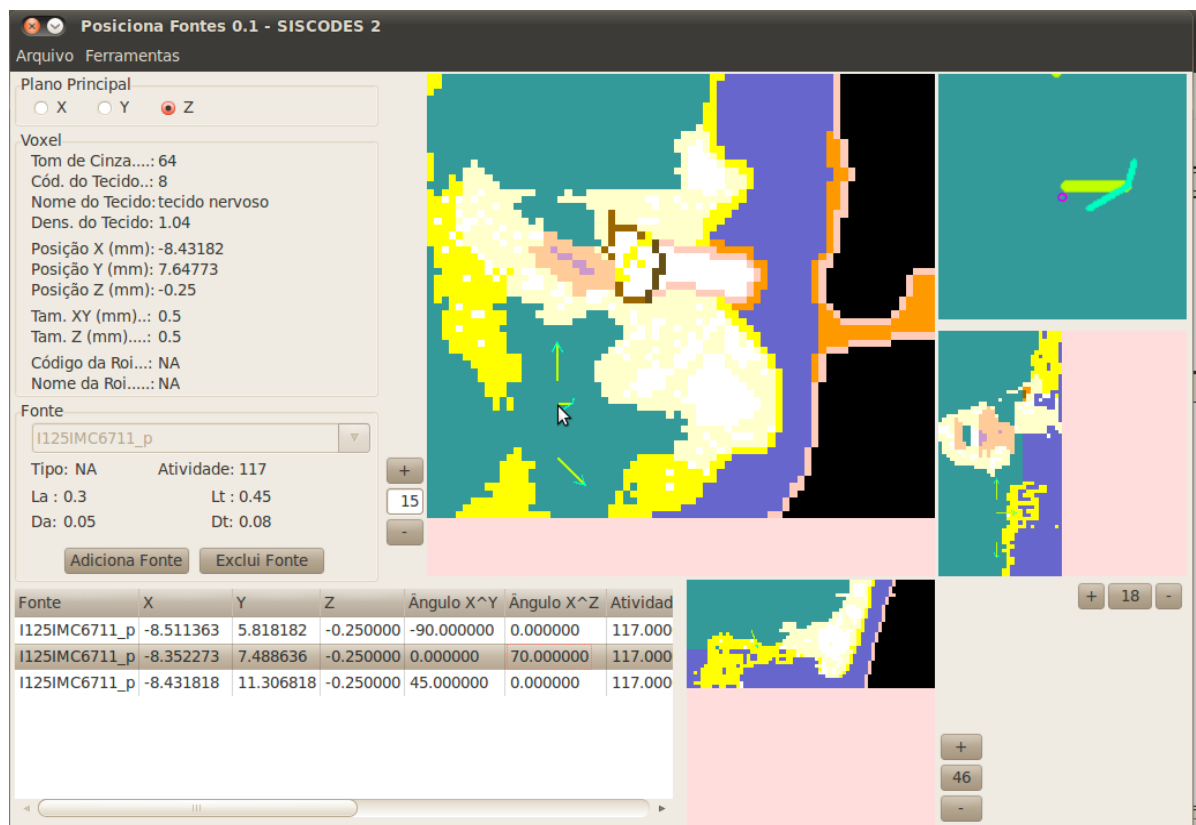 Posiciona Fontes 0.1 - SISCODES 2
Arquivo Ferramentas
Plano Principal
X Y Z
Voxel
Tom de Cinza....: 64
Cód. do Tecido..: 8
Nome do Tecido: tecido nervoso
Dens. do Tecido: 1.04
Posição X (mm): -8.43182
Posição Y (mm): 7.64773
Posição Z (mm): -0.25
Tam. XY (mm)..: 0.5
Tam. Z (mm)....: 0.5
Código da Roi...: NA
Nome da Roi.....: NA
Fonte
I125IMC6711_p
Tipo: NA Atividade: 117
La : 0.3 Lt : 0.45
Da: 0.05 Dt: 0.08
Adiciona Fonte Exclui Fonte
+
15
-
Fonte X Y Z Ângulo X^Y Ângulo X^Z Atividad
I125IMC6711_p -8.511363 5.818182 -0.250000 -90.000000 0.000000 117.000
I125IMC6711_p -8.352273 7.488636 -0.250000 0.000000 70.000000 117.000
I125IMC6711_p -8.431818 11.306818 -0.250000 45.000000 0.000000 117.000
+ 18 -
+
46
-